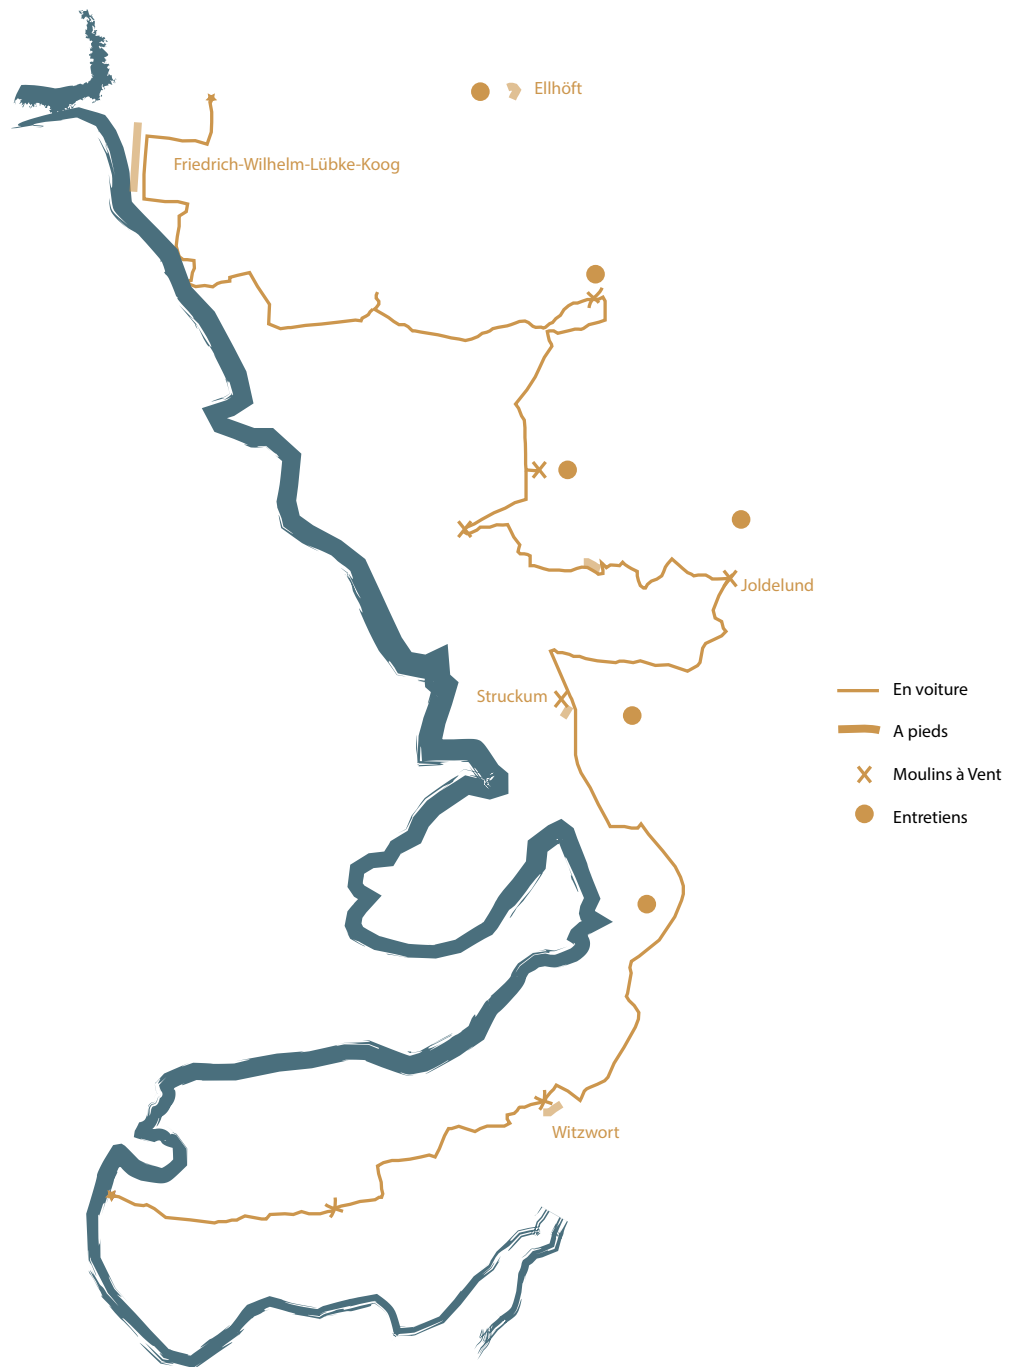 Ellhöft
Friedrich-Wilhelm-Lübke-Koog
Joldelund
Struckum
En voiture
A pieds
Moulins à Vent
Entretiens
Witzwort